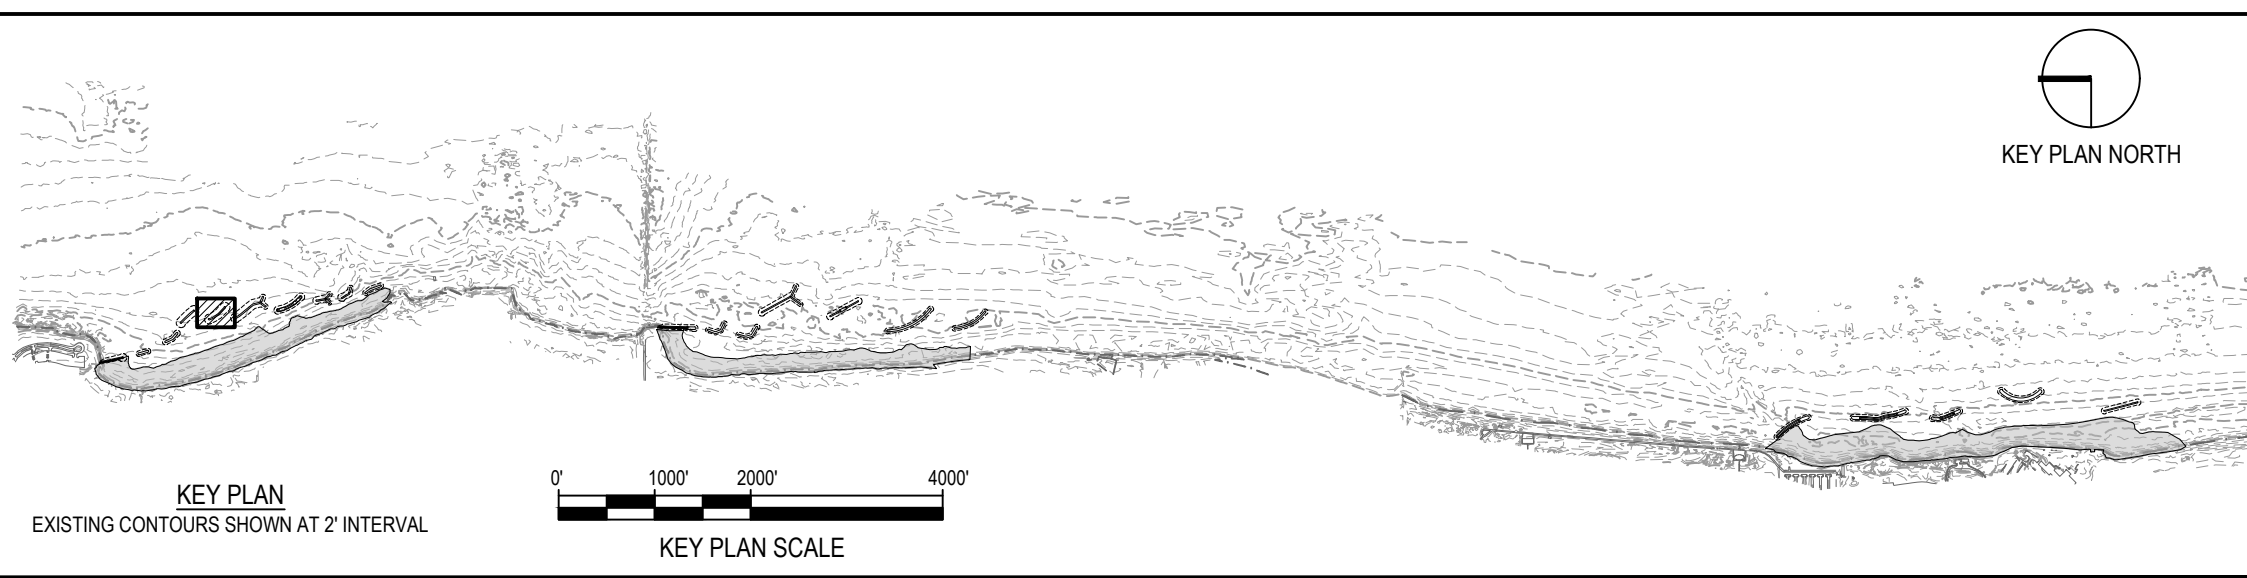 KEY PLAN NORTH
KEY PLAN
EXISTING CONTOURS SHOWN AT 2' INTERVAL
0' 1000' 2000' 4000'
KEY PLAN SCALE